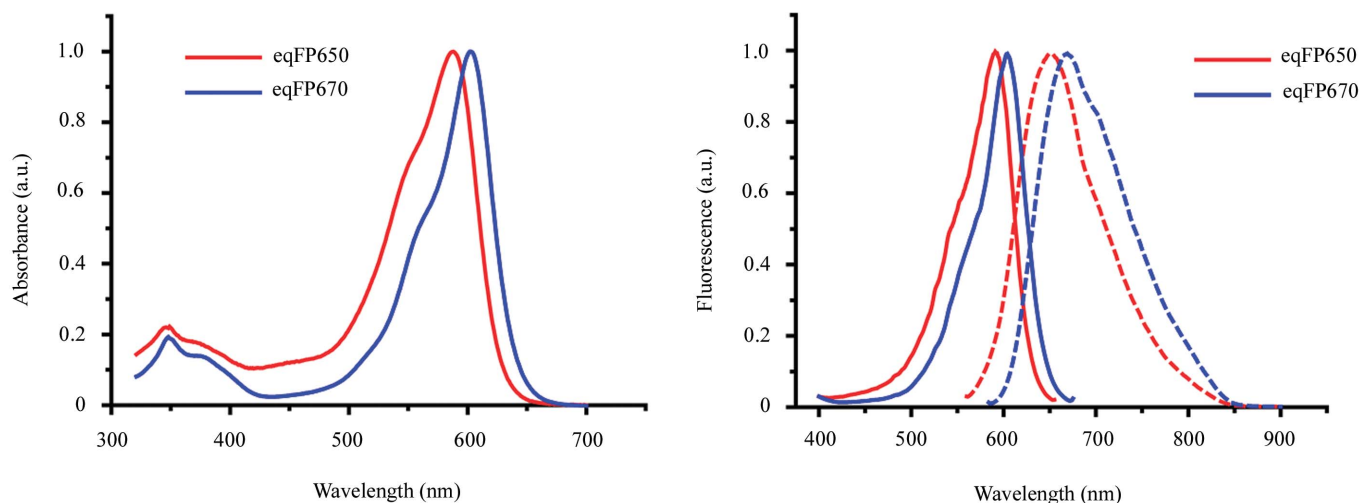 eqFP650
eqFP670
1.0
0.8
0.6
0.4
0.2
0
Absorbance (a.u.)
300 400 500 600 700
Wavelength (nm)
eqFP650
eqFP670
1.0
0.8
0.6
0.4
0.2
0
Fluorescence (a.u.)
400 500 600 700 800 900
Wavelength (nm)